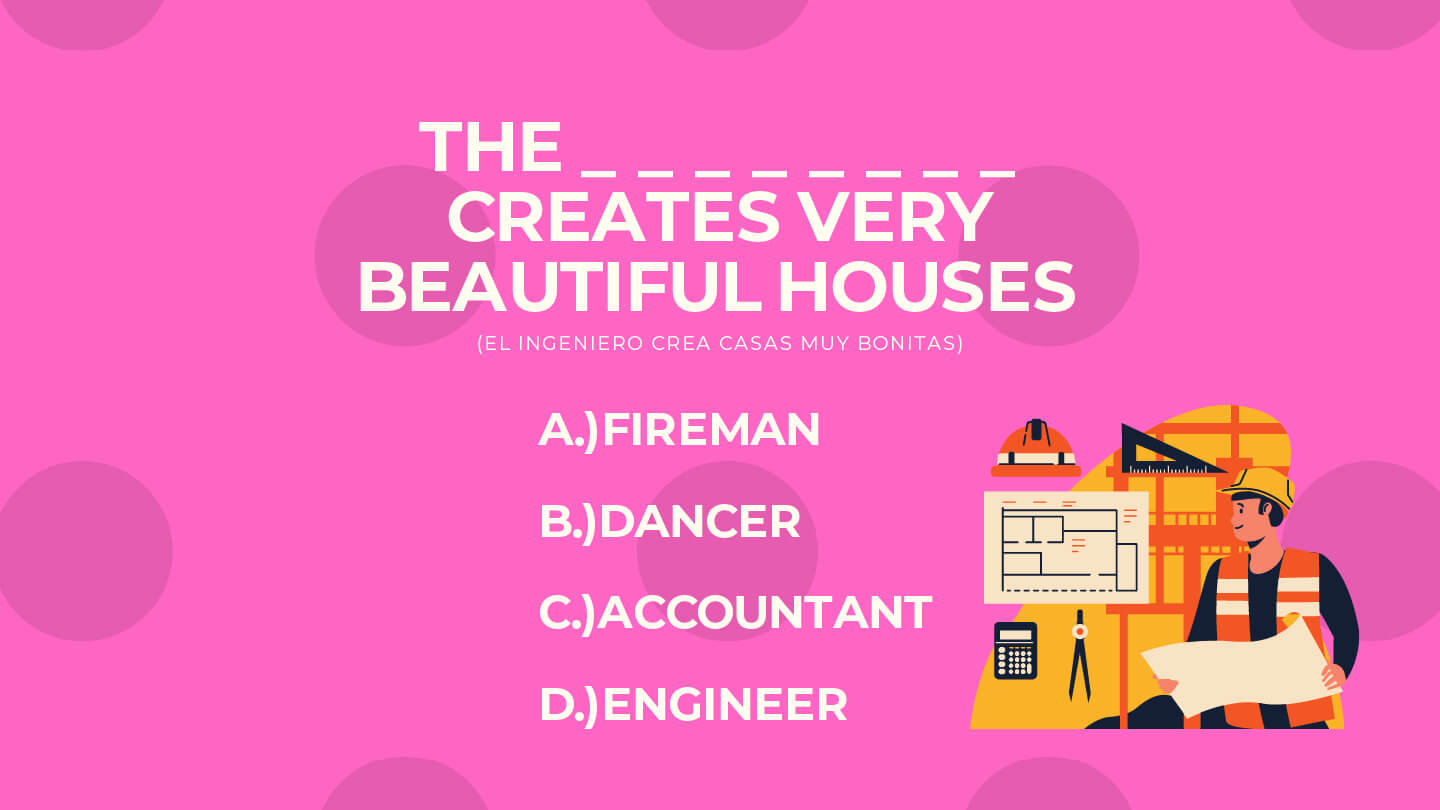 THE _ _ _ _ _ _ _ _
CREATES VERY
BEAUTIFUL HOUSES
(EL INGENIERO CREA CASAS MUY BONITAS)
A.)FIREMAN
B.)DANCER
C.)ACCOUNTANT
D.)ENGINEER